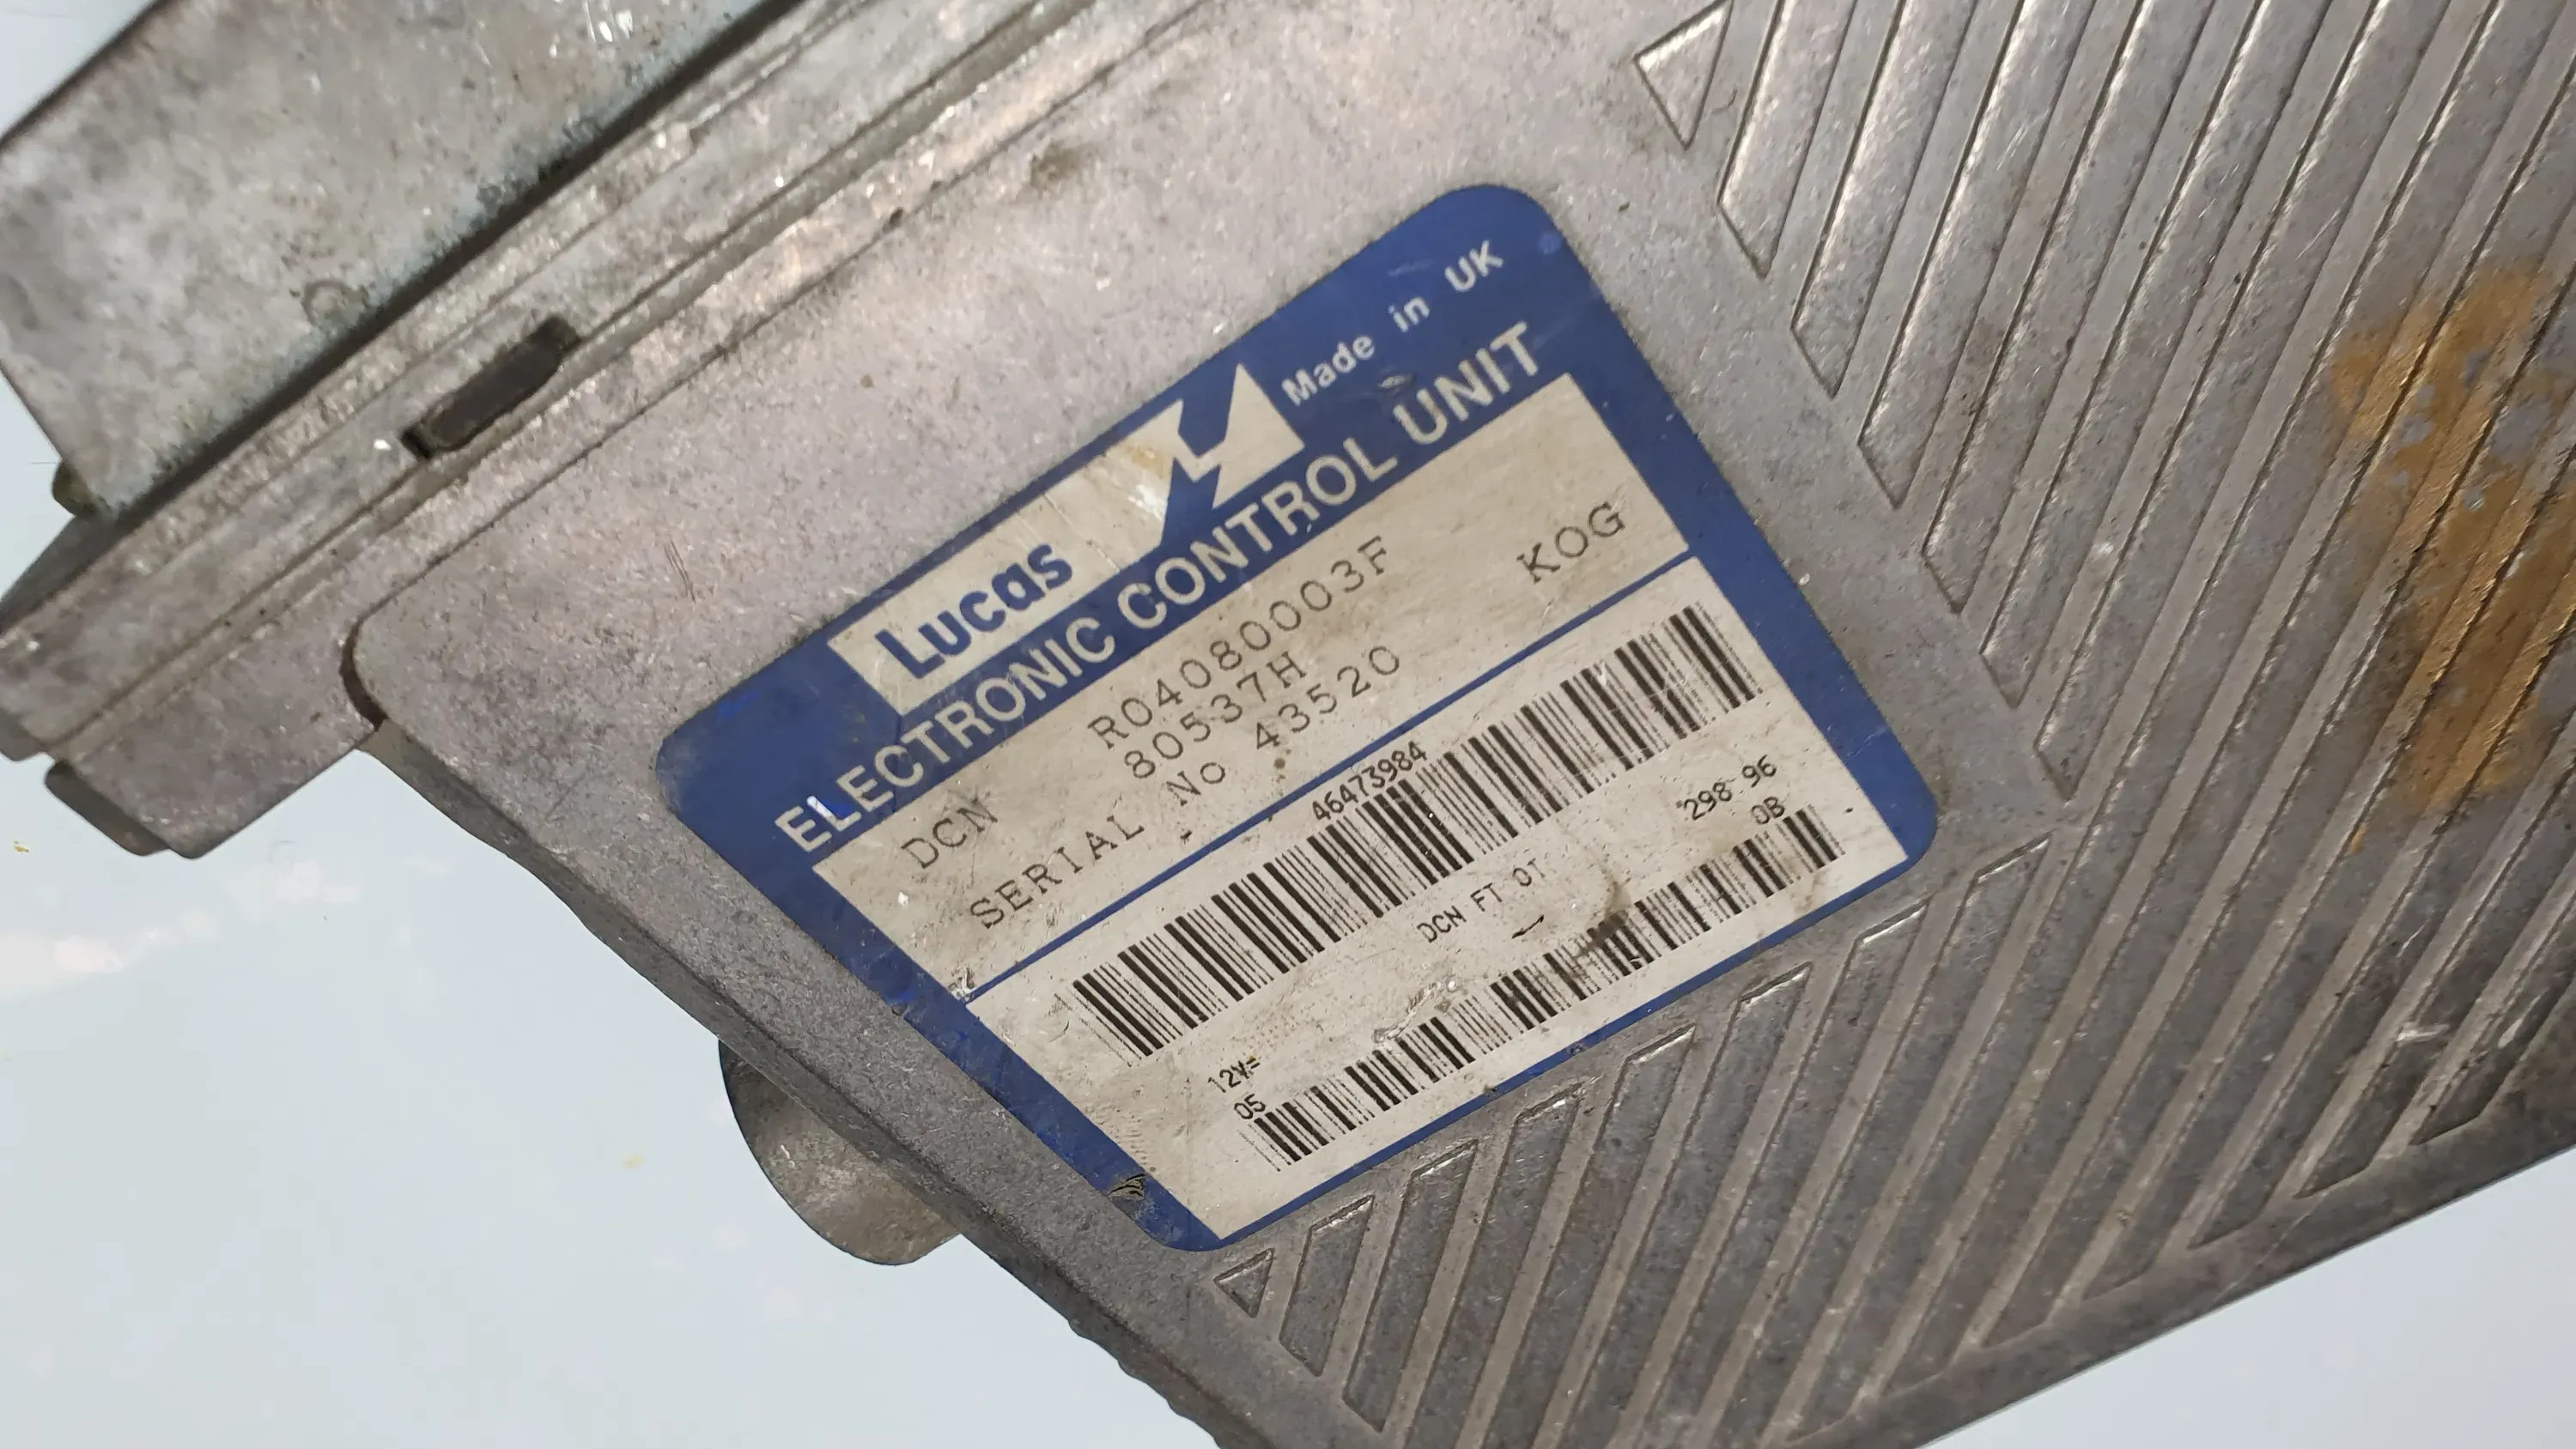 Lucas Made in UK
ELECTRONIC CONTROL UNIT
R04080003F KOG
DCN 80537H
SERIAL No 43520
46473984
298 96
DCN FT 01
0B
12V=
05